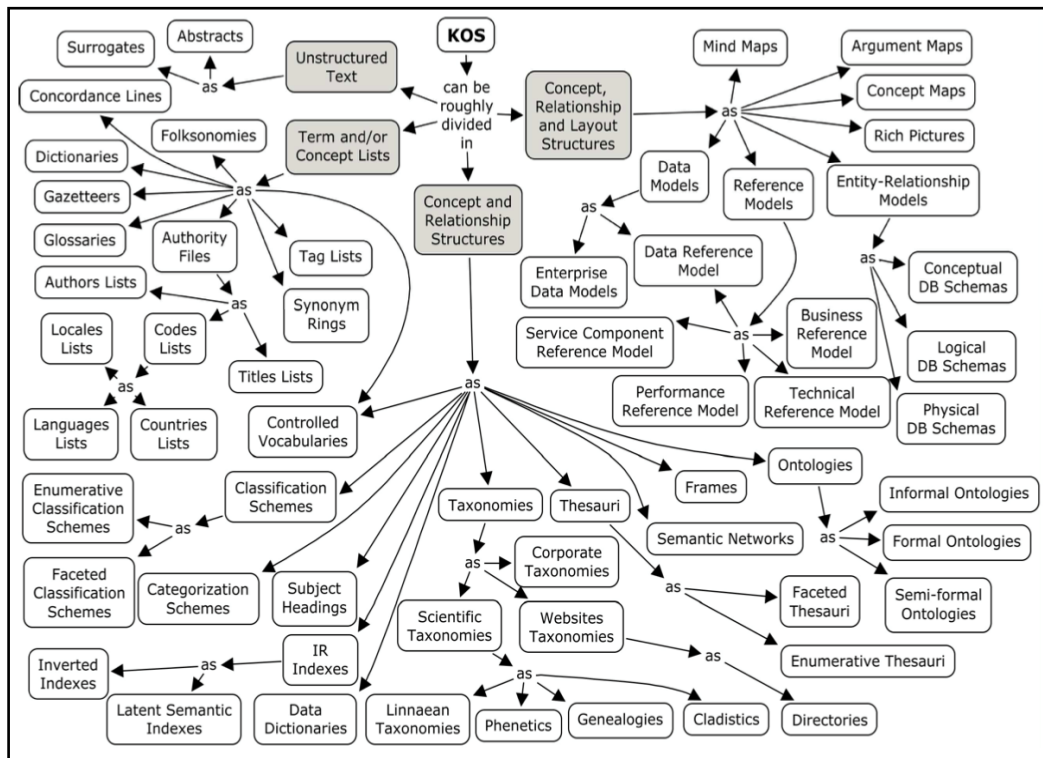 KOS
can be
roughly
divided
in
Unstructured
Text
as
Abstracts
Surrogates
Term and/or
Concept Lists
as
Concordance Lines
Folksonomies
Dictionaries
Gazetteers
Glossaries
Authority
Files
as
Authors Lists
Codes
Lists
as
Locales
Lists
Languages
Lists
Countries
Lists
Titles Lists
Tag Lists
Synonym
Rings
Controlled
Vocabularies
Concept and
Relationship
Structures
as
Classification
Schemes
as
Enumerative
Classification
Schemes
Faceted
Classification
Schemes
Categorization
Schemes
Subject
Headings
IR
Indexes
as
Inverted
Indexes
Latent Semantic
Indexes
Data
Dictionaries
Taxonomies
as
Corporate
Taxonomies
Scientific
Taxonomies
as
Linnaean
Taxonomies
Phenetics
Genealogies
Cladistics
Websites
Taxonomies
as
Directories
Thesauri
as
Faceted
Thesauri
Enumerative Thesauri
Semantic Networks
Frames
Ontologies
as
Informal Ontologies
Formal Ontologies
Semi-formal
Ontologies
Concept,
Relationship
and Layout
Structures
as
Mind Maps
Argument Maps
Concept Maps
Rich Pictures
Data
Models
as
Enterprise
Data Models
Data Reference
Model
Reference
Models
as
Service Component
Reference Model
Performance
Reference Model
Technical
Reference Model
Business
Reference
Model
Entity-Relationship
Models
as
Conceptual
DB Schemas
Logical
DB Schemas
Physical
DB Schemas